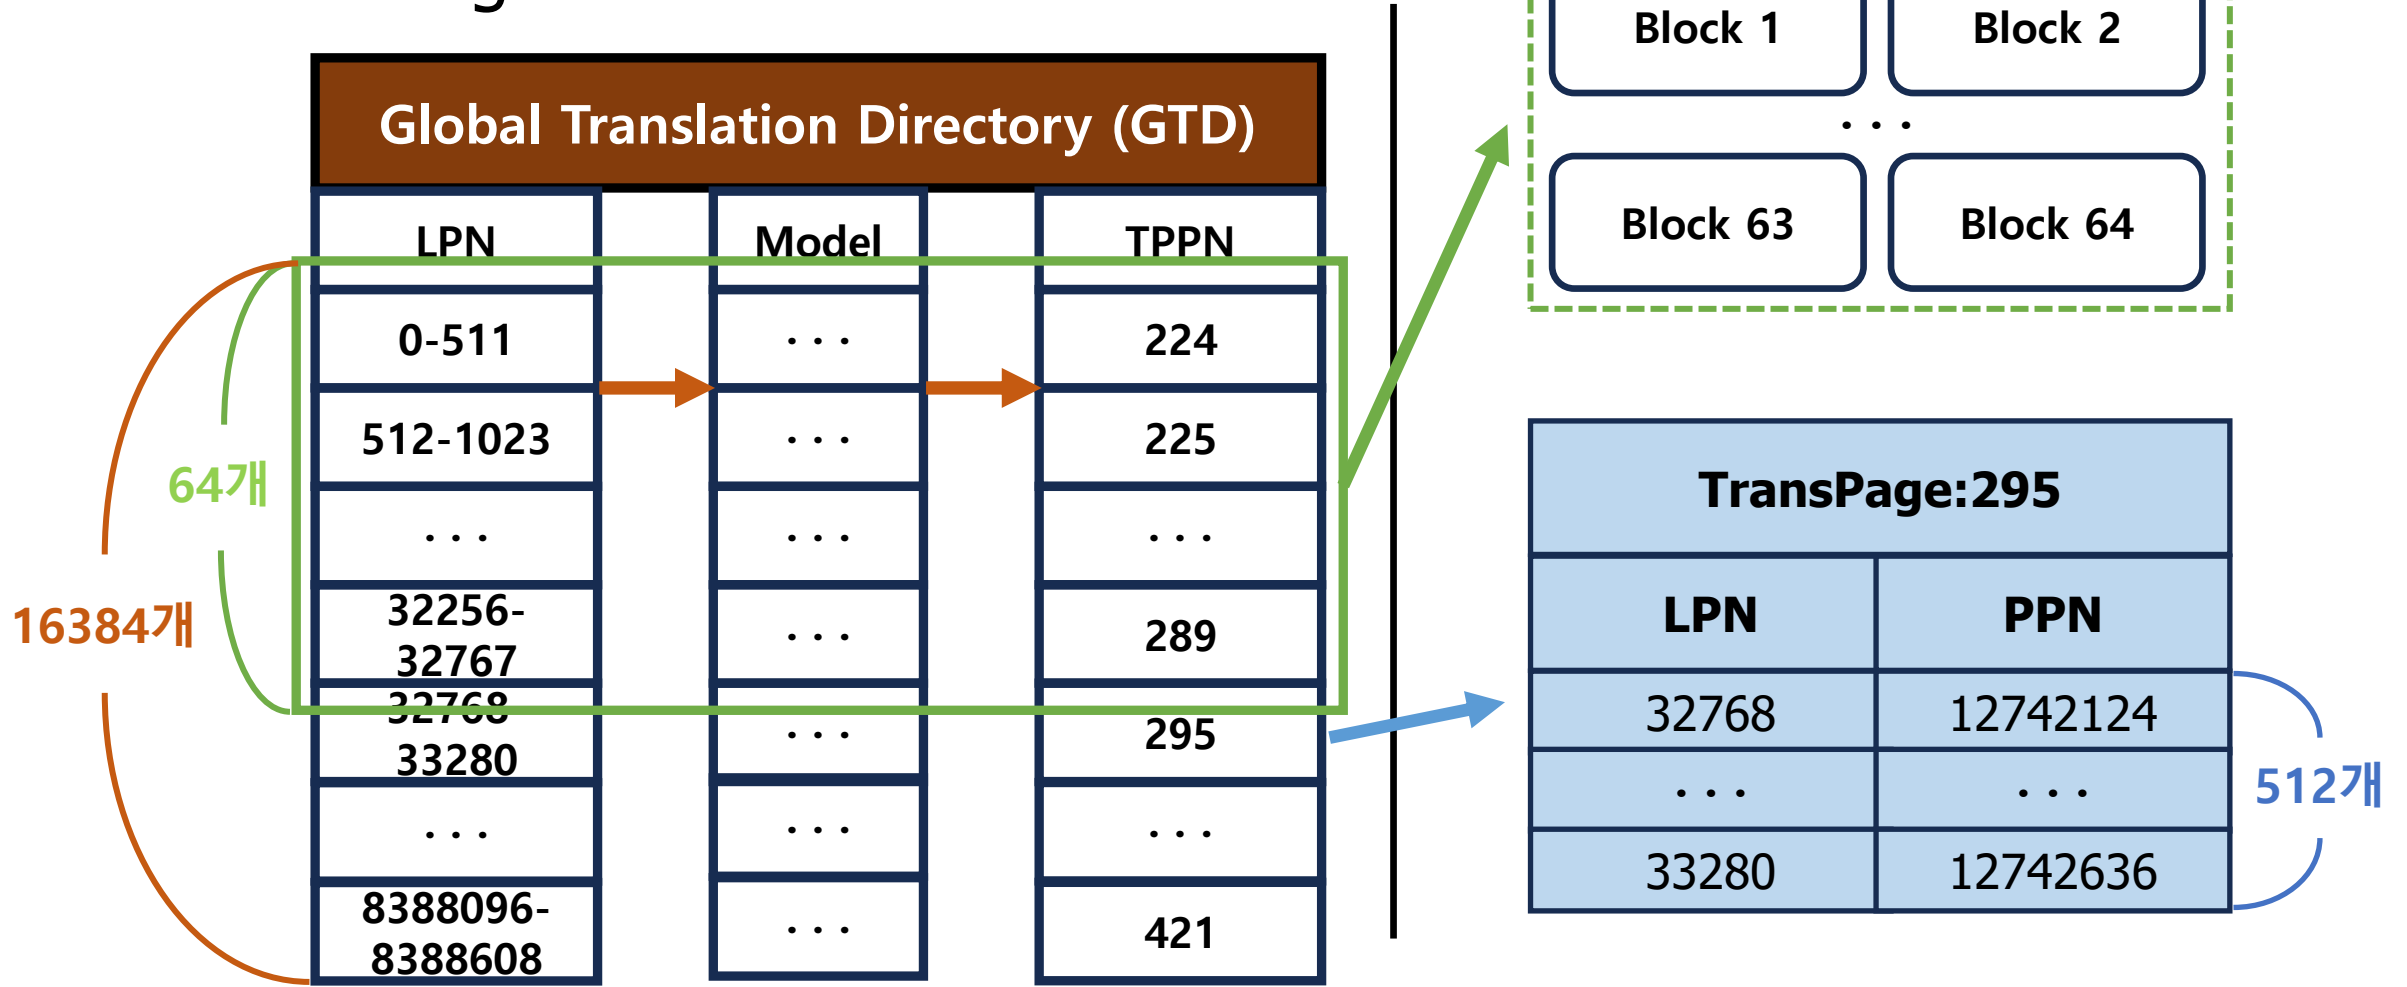 Global Translation Directory (GTD)
LPN
Model
TPPN
0-511
. . .
224
512-1023
. . .
225
. . .
. . .
. . .
32256-
32767
. . .
289
32768
33280
. . .
295
. . .
. . .
. . .
8388096-
8388608
. . .
421
64개
16384개
Block 1
Block 2
. . .
Block 63
Block 64
TransPage:295
LPN
PPN
32768
12742124
. . .
. . .
33280
12742636
512개